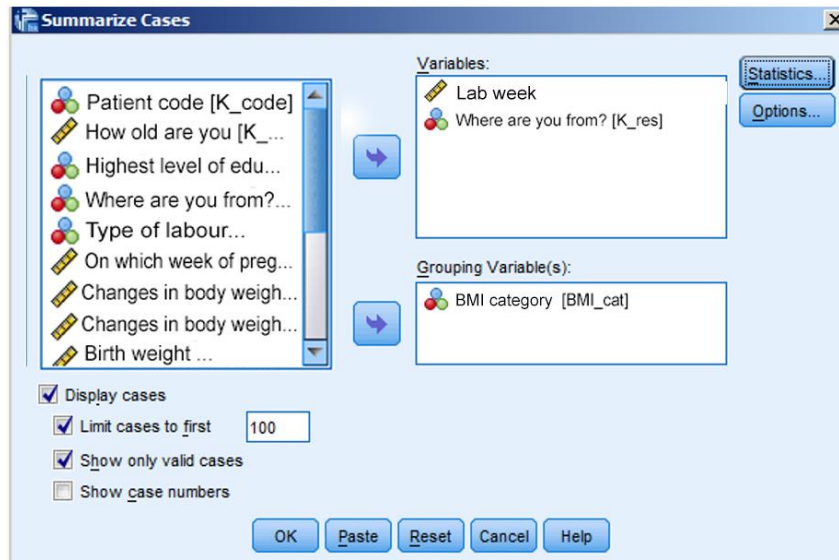 Summarize Cases
Patient code [K_code]
How old are you [K_...
Highest level of edu...
Where are you from?...
Type of labour...
On which week of preg...
Changes in body weigh...
Changes in body weigh...
Birth weight ...
Variables:
Lab week
Where are you from? [K_res]
Statistics...
Options...
Grouping Variable(s):
BMI category [BMI_cat]
Display cases
Limit cases to first 100
Show only valid cases
Show case numbers
OK Paste Reset Cancel Help